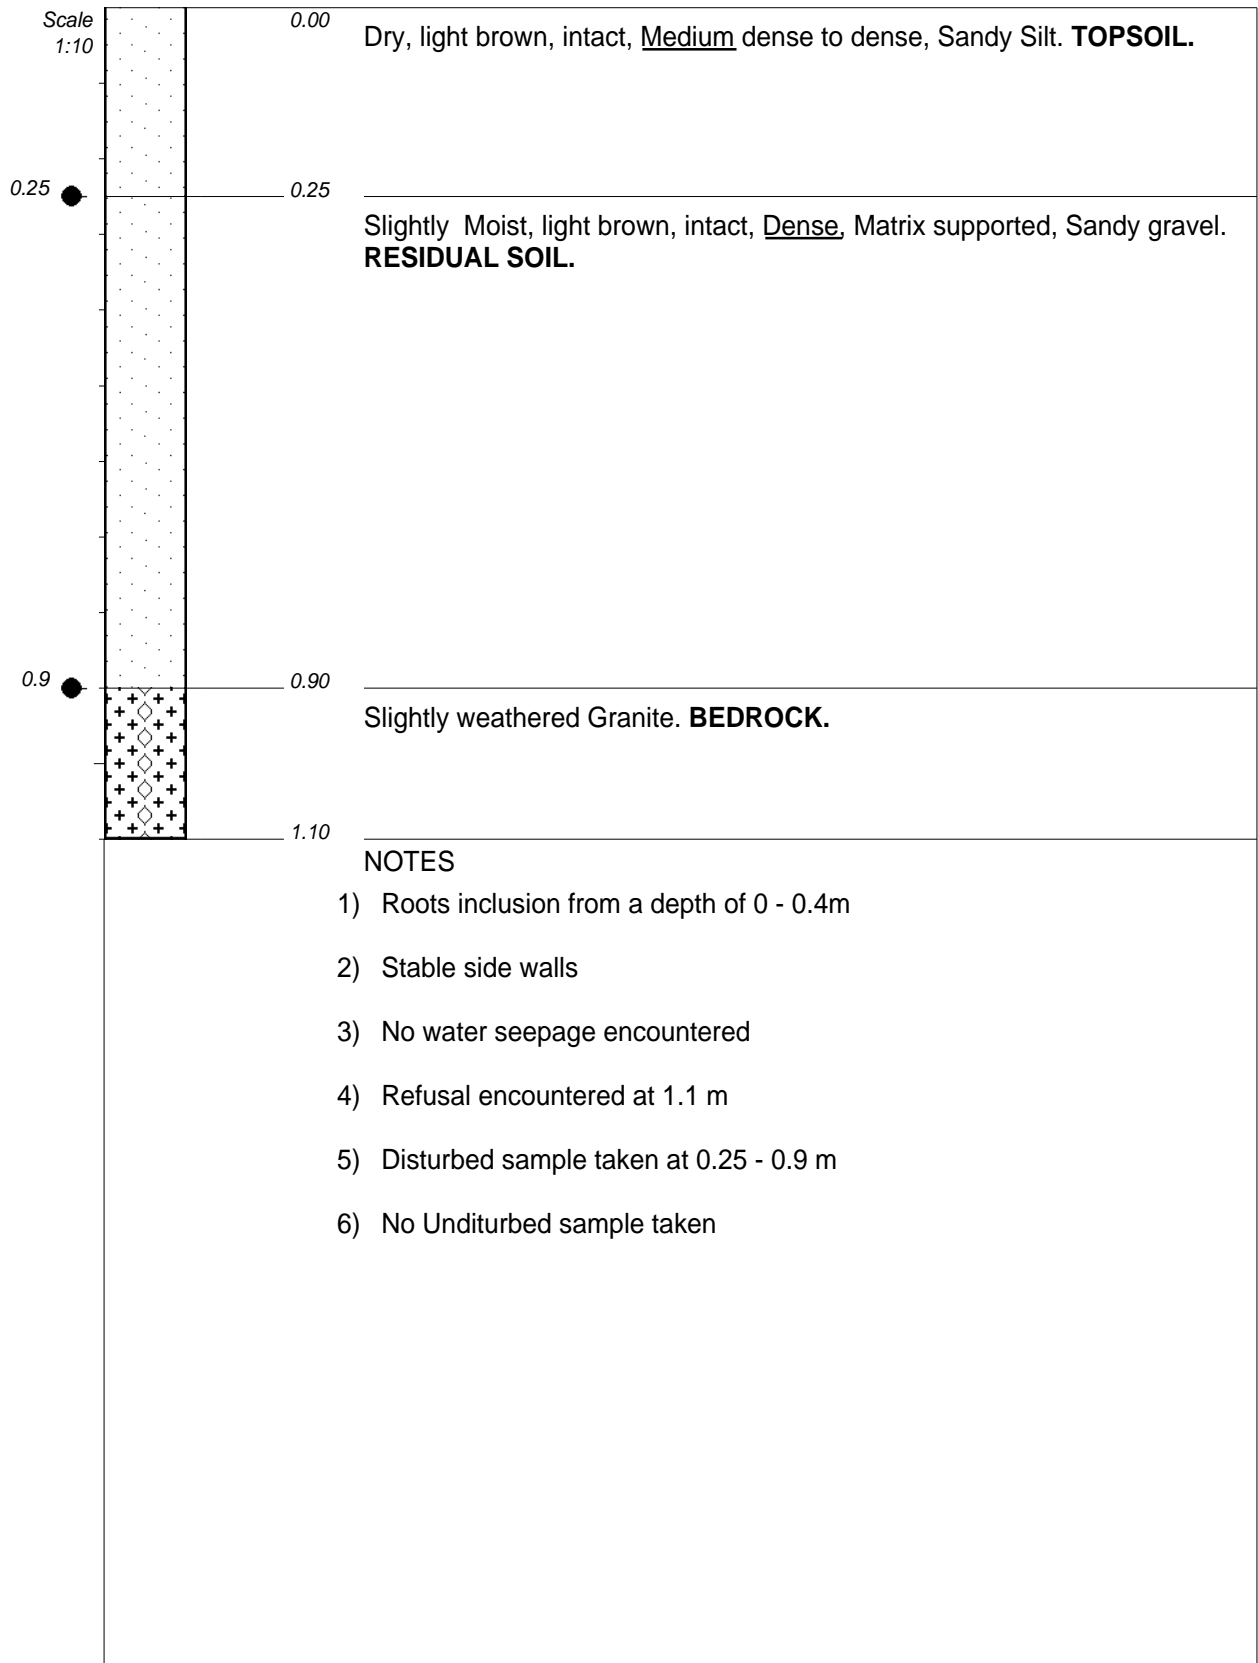 Scale
1:10
0.00
Dry, light brown, intact, Medium dense to dense, Sandy Silt. TOPSOIL.
0.25
0.25
Slightly Moist, light brown, intact, Dense, Matrix supported, Sandy gravel.
RESIDUAL SOIL.
0.9
0.90
Slightly weathered Granite. BEDROCK.
1.10
NOTES
1) Roots inclusion from a depth of 0 - 0.4m
2) Stable side walls
3) No water seepage encountered
4) Refusal encountered at 1.1 m
5) Disturbed sample taken at 0.25 - 0.9 m
6) No Unditurbed sample taken